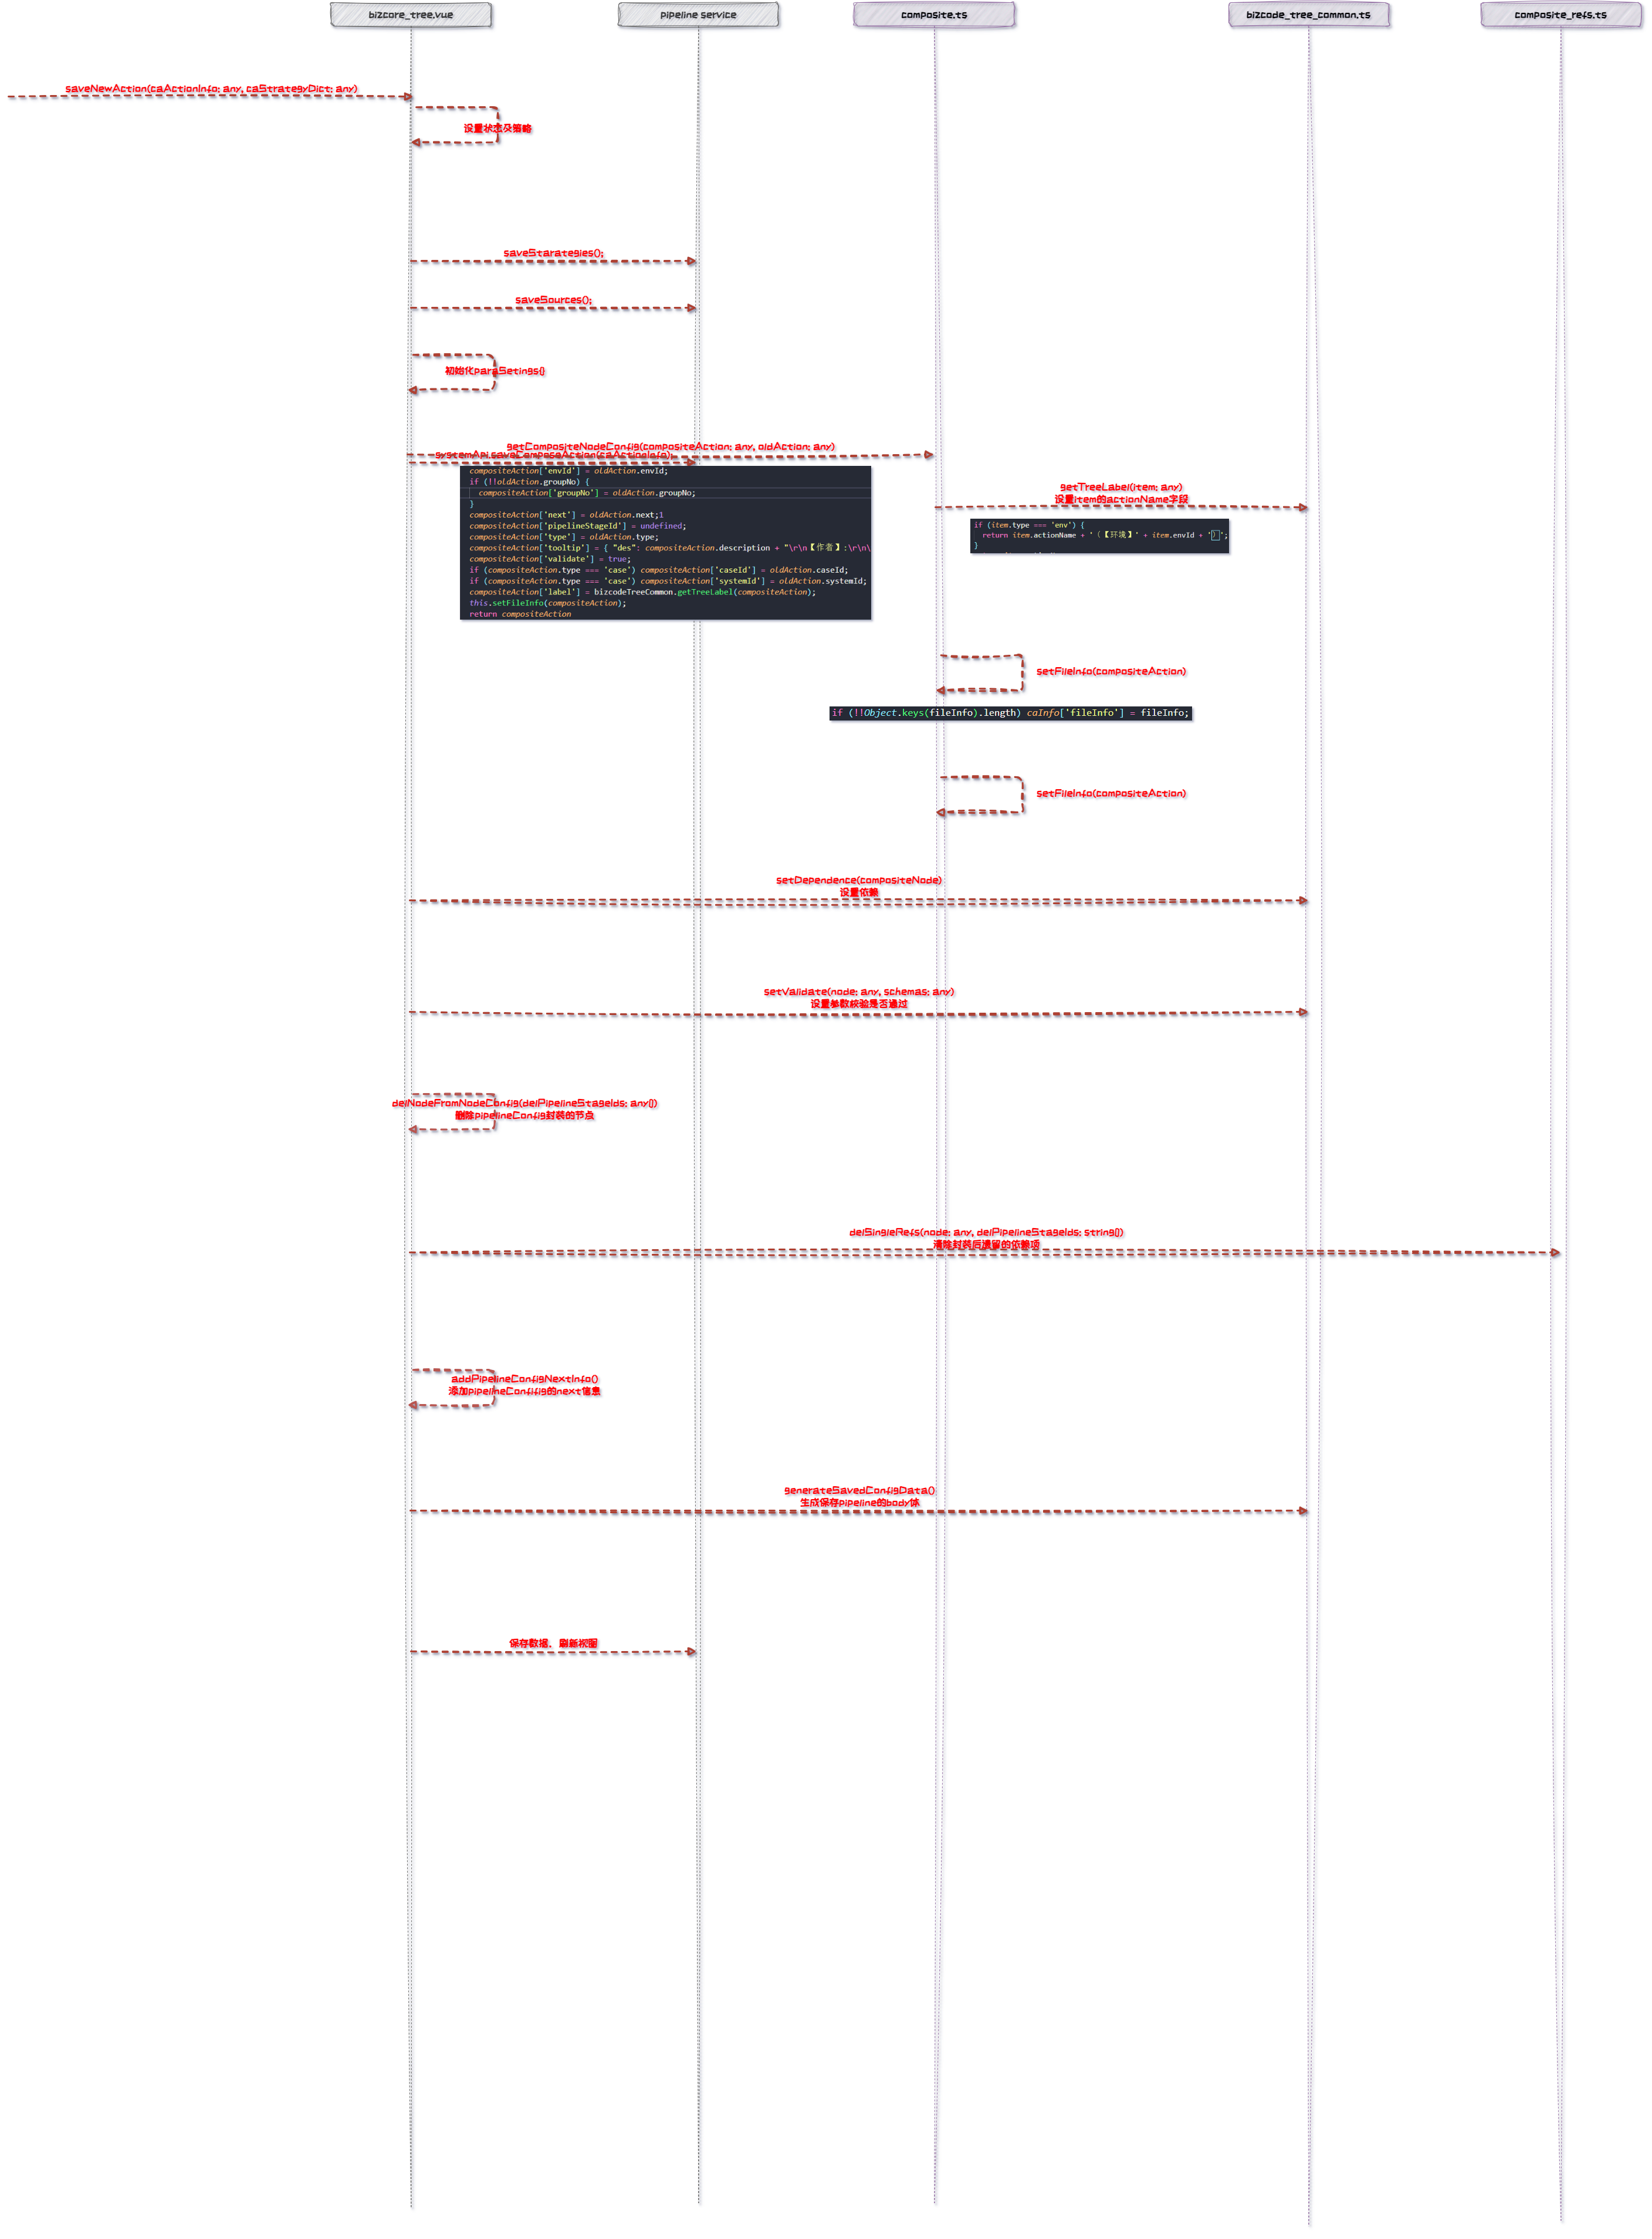 bizcore_tree.vue
pipeline service
composite.ts
bizcode_tree_common.ts
composite_refs.ts
saveNewAction(caActionInfo: any, caStrategyDict: any)
设置状态及策略
saveStarategies();
saveSources();
初始化paraSetings{}
getCompositeNodeConfig(compositeAction: any, oldAction: any)
systemApi.saveComposeAction(caActionInfo);
compositeAction['envId'] = oldAction.envId;
if (!!oldAction.groupNo) {
compositeAction['groupNo'] = oldAction.groupNo;
}
compositeAction['next'] = oldAction.next;1
compositeAction['pipelineStageId'] = undefined;
compositeAction['type'] = oldAction.type;
compositeAction['tooltip'] = { "des": compositeAction.description + "\r\n【作者】:\r\n\
compositeAction['validate'] = true;
if (compositeAction.type === 'case') compositeAction['caseId'] = oldAction.caseId;
if (compositeAction.type === 'case') compositeAction['systemId'] = oldAction.systemId;
compositeAction['label'] = bizcodeTreeCommon.getTreeLabel(compositeAction);
this.setFileInfo(compositeAction);
return compositeAction
getTreeLabel(item: any)
设置item的actionName字段
if (item.type === 'env') {
return item.actionName + '（【环境】' + item.envId + '）';
}
setFileInfo(compositeAction)
if (!!Object.keys(fileInfo).length) caInfo['fileInfo'] = fileInfo;
setFileInfo(compositeAction)
setDependence(compositeNode)
设置依赖
setValidate(node: any, schemas: any)
设置参数校验是否通过
delNodeFromNodeConfig(delPipelineStageIds: any[])
删除pipelineConfig封装的节点
delSingleRefs(node: any, delPipelineStageIds: string[])
清除封装后遗留的依赖项
addPipelineConfigNextInfo()
添加pipelineConfifig的next信息
generateSavedConfigData()
生成保存pipeline的body体
保存数据，刷新视图